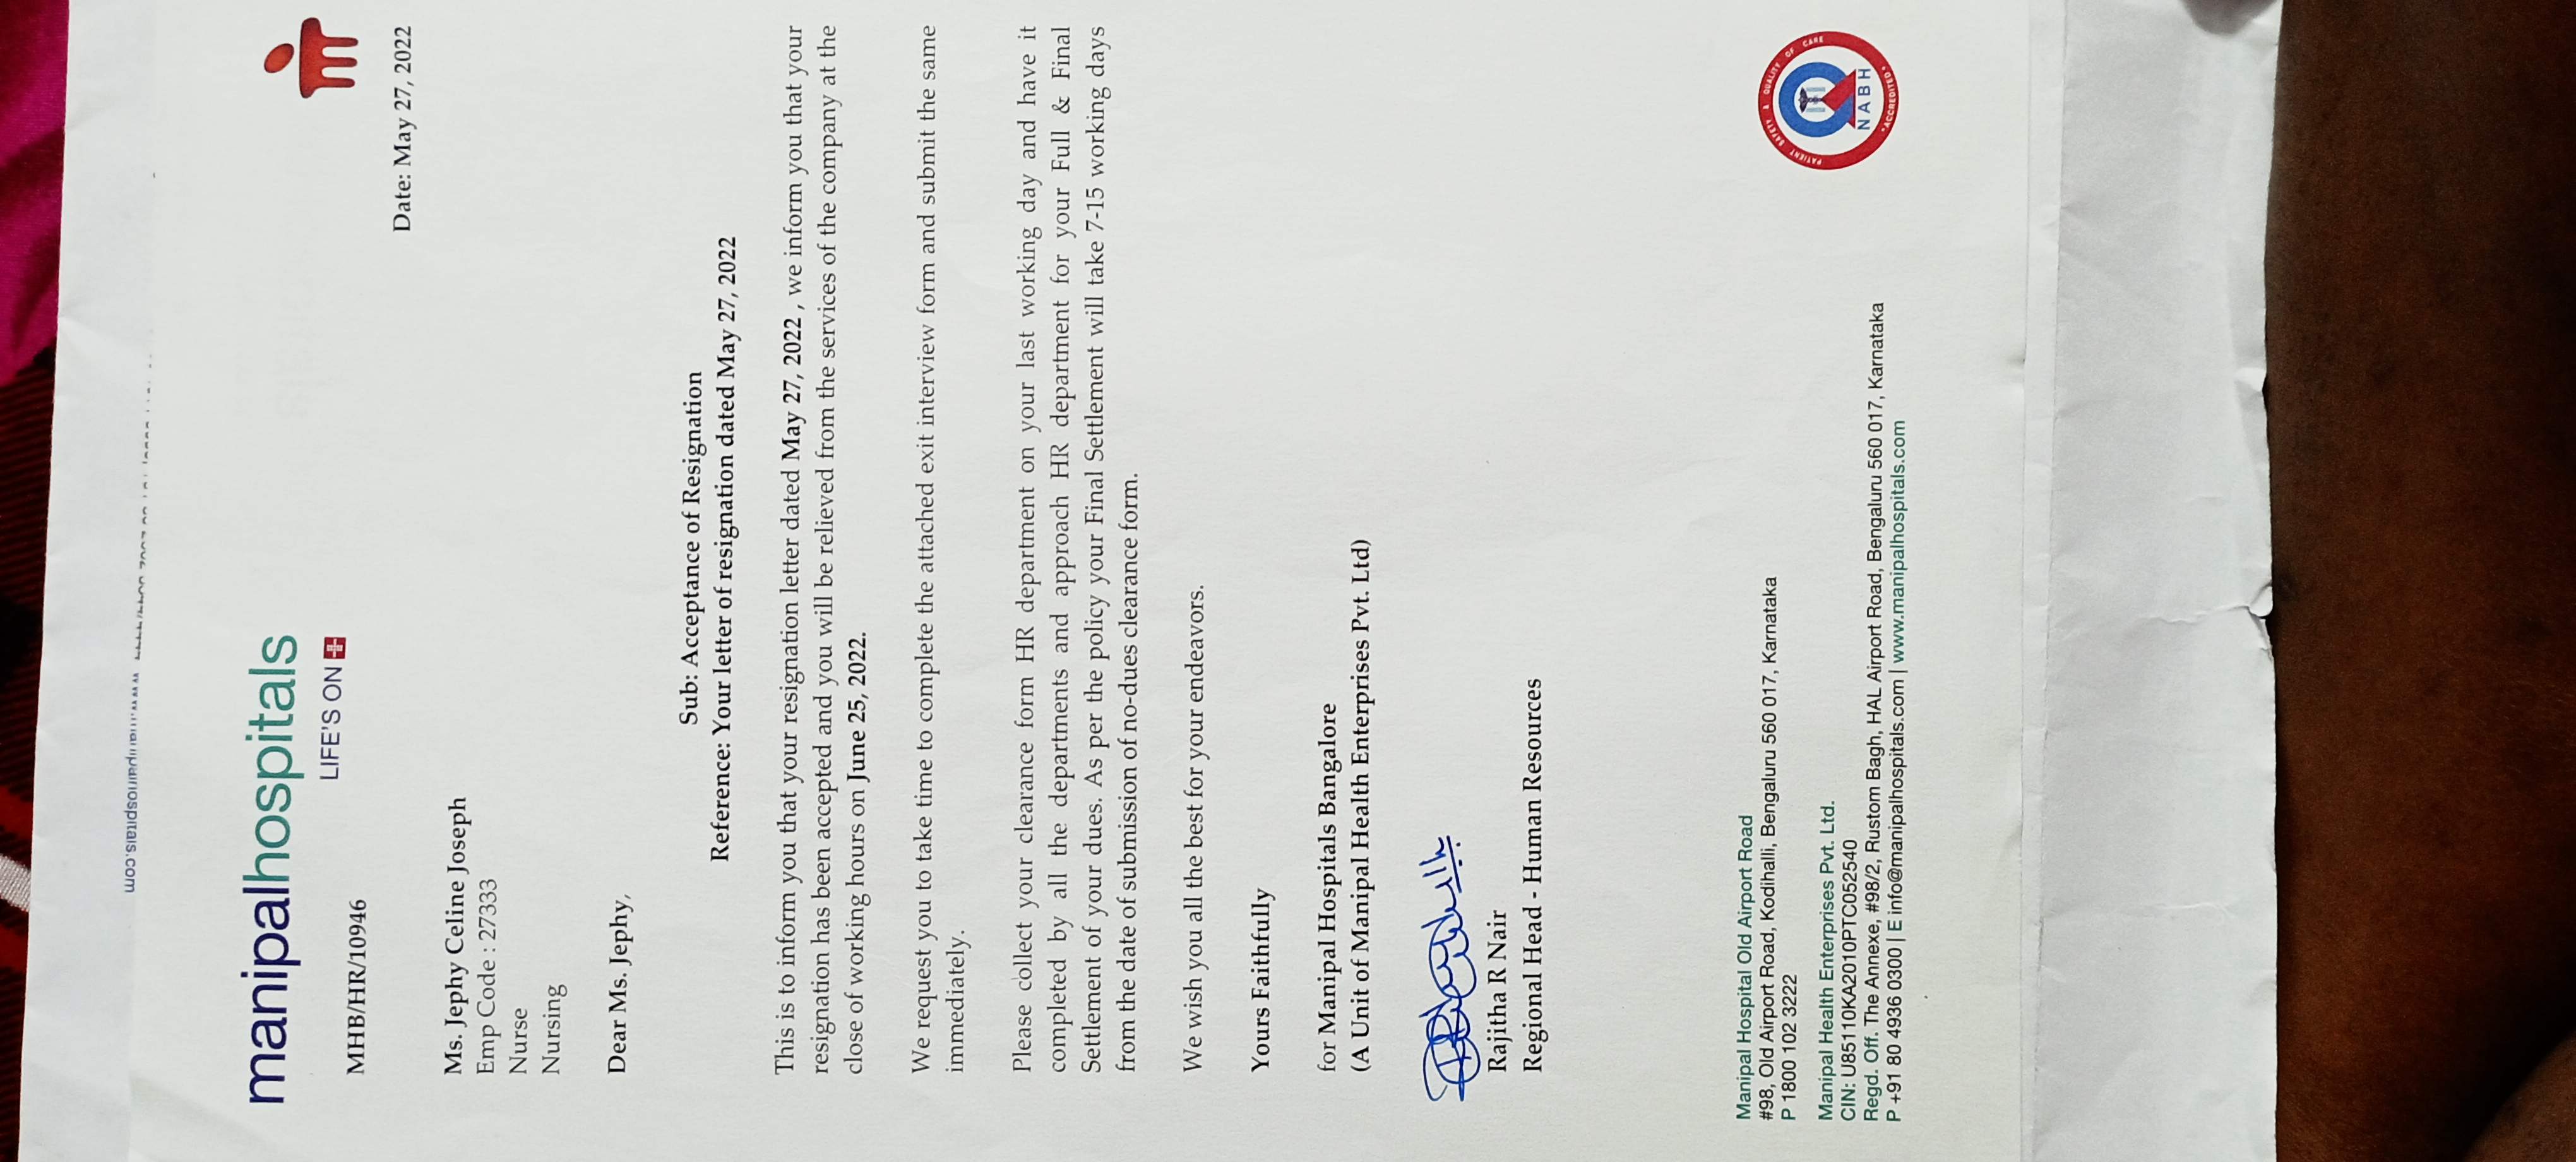 manipalhospitals
LIFE'S ON
MHB/HR/10946
Date: May 27, 2022
Ms. Jephy Celine Joseph
Emp Code : 27333
Nurse
Nursing
Dear Ms. Jephy,
Sub: Acceptance of Resignation
Reference: Your letter of resignation dated May 27, 2022
This is to inform you that your resignation letter dated May 27, 2022 , we inform you that your
resignation has been accepted and you will be relieved from the services of the company at the
close of working hours on June 25, 2022.
We request you to take time to complete the attached exit interview form and submit the same
immediately.
Please collect your clearance form HR department on your last working day and have it
completed by all the departments and approach HR department for your Full & Final
Settlement of your dues. As per the policy your Final Settlement will take 7-15 working days
from the date of submission of no-dues clearance form.
We wish you all the best for your endeavors.
Yours Faithfully
for Manipal Hospitals Bangalore
(A Unit of Manipal Health Enterprises Pvt. Ltd)
Rajitha R Nair
Regional Head - Human Resources
Manipal Hospital Old Airport Road
#98, Old Airport Road, Kodihalli, Bengaluru 560 017, Karnataka
P 1800 102 3222
Manipal Health Enterprises Pvt. Ltd.
CIN: U85110KA2010PTC052540
Regd. Off. The Annexe, #98/2, Rustom Bagh, HAL Airport Road, Bengaluru 560 017, Karnataka
P +91 80 4936 0300 | E info@manipalhospitals.com | www.manipalhospitals.com
PATIENT SAFETY & QUALITY OF CARE
NABH
ACCREDITED